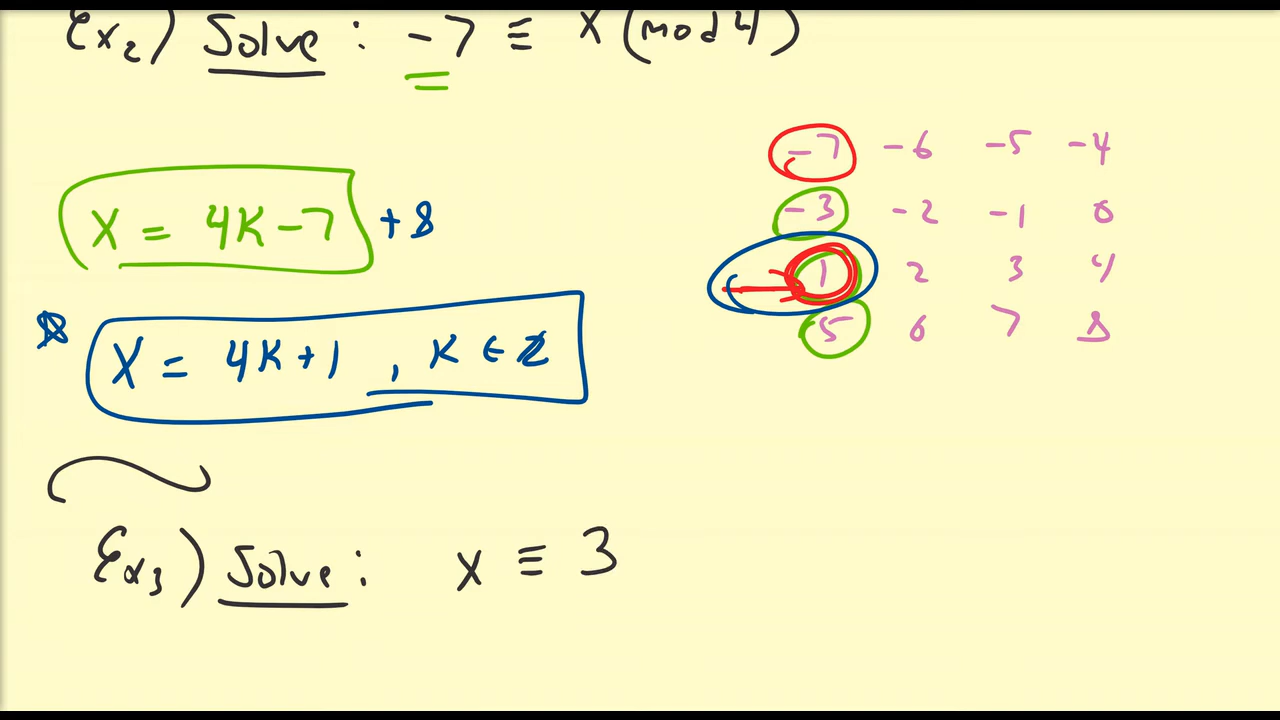 Ex2) Solve : -7 ≡ X (mod 4)
-7 -6 -5 -4
X = 4K-7 +8
-3 -2 -1 0
1 2 3 4
5 6 7 8
X = 4K+1 , K ∈ ℤ
Ex3) Solve : X ≡ 3